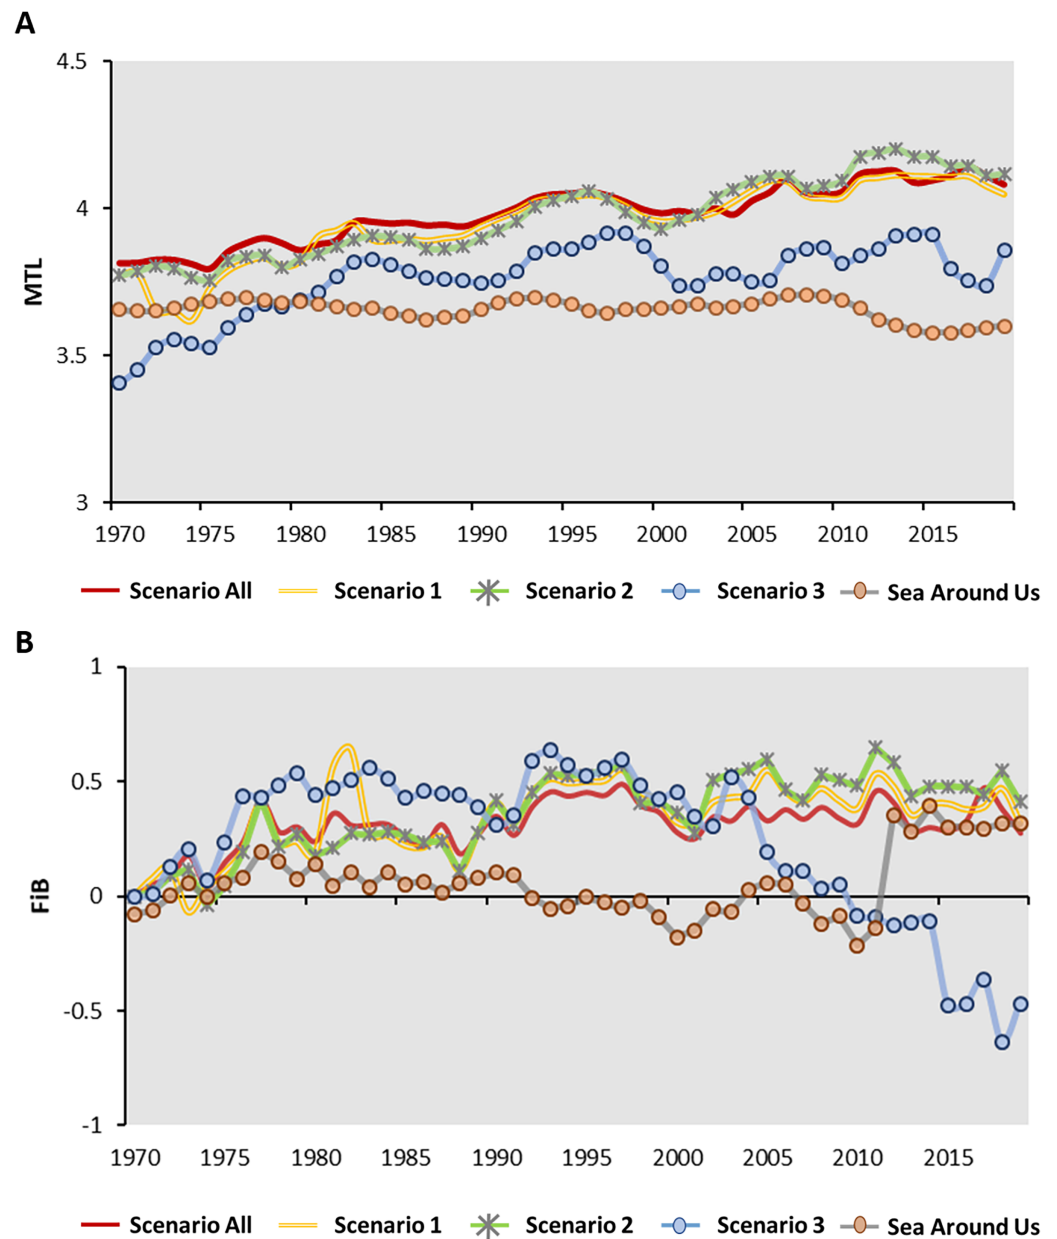 A
4.5
4
3.5
3
MTL
1970 1975 1980 1985 1990 1995 2000 2005 2010 2015
Scenario All Scenario 1 Scenario 2 Scenario 3 Sea Around Us
B
1
0.5
0
-0.5
-1
FiB
1970 1975 1980 1985 1990 1995 2000 2005 2010 2015
Scenario All Scenario 1 Scenario 2 Scenario 3 Sea Around Us